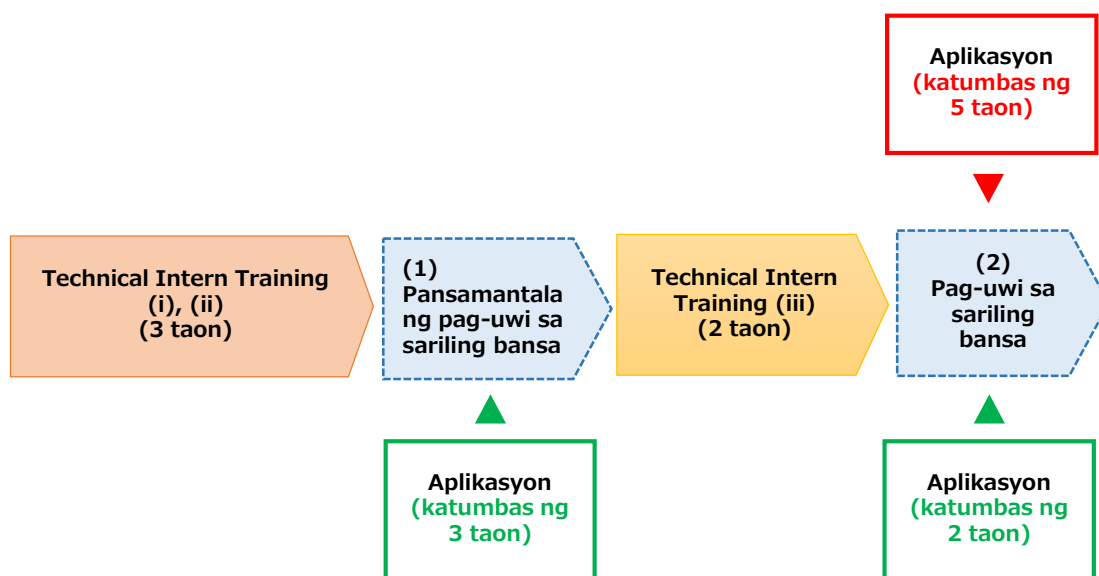 Aplikasyon
(katumbas ng
5 taon)
Technical Intern Training
(i), (ii)
(3 taon)
(1)
Pansamantala
ng pag-uwi sa
sariling bansa
Technical Intern
Training (iii)
(2 taon)
(2)
Pag-uwi sa
sariling
bansa
Aplikasyon
(katumbas ng
3 taon)
Aplikasyon
(katumbas ng
2 taon)